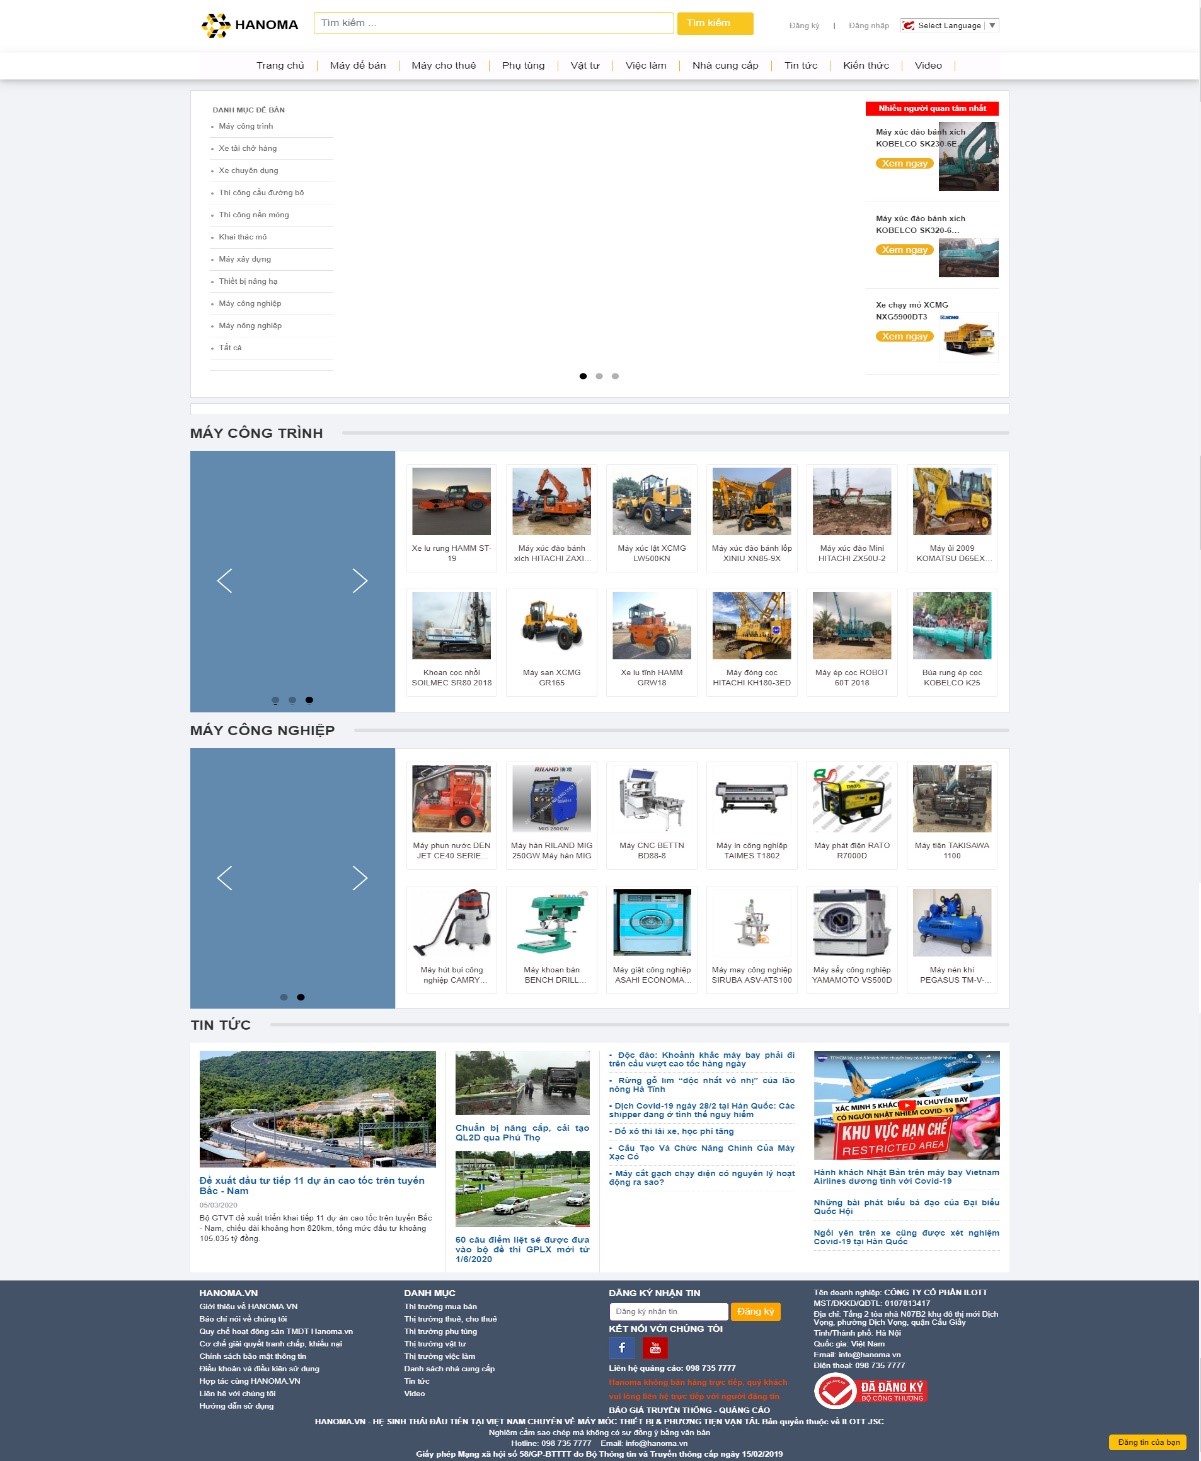 HANOMA
Tìm kiếm ...
Tìm kiếm
Đăng ký
Đăng nhập
Select Language
Trang chủ
Máy để bán
Máy cho thuê
Phụ tùng
Vật tư
Việc làm
Nhà cung cấp
Tin tức
Kiến thức
Video
DANH MỤC ĐỂ BÁN
Máy công trình
Xe tải chở hàng
Xe chuyên dụng
Thi công cầu đường bộ
Thi công nền móng
Khai thác mỏ
Máy xây dựng
Thiết bị nâng hạ
Máy công nghiệp
Máy nông nghiệp
Tất cả
Nhiều người quan tâm nhất
Máy xúc đào bánh xích
KOBELCO SK230-6E...
Xem ngay
Máy xúc đào bánh xích
KOBELCO SK320-6...
Xem ngay
Xe chạy mỏ XCMG
NXG5900DT3
Xem ngay
MÁY CÔNG TRÌNH
Xe lu rung HAMM ST-
19
Máy xúc đào bánh
xích HITACHI ZAXI...
Máy xúc lật XCMG
LW500KN
Máy xúc đào bánh lốp
XINIU XN85-9X
Máy xúc đào Mini
HITACHI ZX50U-2
Máy ủi 2009
KOMATSU D65EX...
Khoan cọc nhồi
SOILMEC SR80 2018
Máy san XCMG
GR165
Xe lu tĩnh HAMM
GRW18
Máy đóng cọc
HITACHI KH180-3ED
Máy ép cọc ROBOT
60T 2018
Búa rung ép cọc
KOBELCO K25
MÁY CÔNG NGHIỆP
RILAND
MIG 250GW
Máy phun nước DEN
JET CE40 SERIE...
Máy hàn RILAND MIG
250GW Máy hàn MIG
Máy CNC BETTN
BD88-8
Máy in công nghiệp
TAIMES T1802
Máy phát điện RATO
R7000D
Máy tiện TAKISAWA
1100
Máy hút bụi công
nghiệp CAMRY...
Máy khoan bàn
BENCH DRILL...
Máy giặt công nghiệp
ASAHI ECONOMA...
Máy may công nghiệp
SIRUBA ASV-ATS100
Máy sấy công nghiệp
YAMAMOTO VS500D
Máy nén khí
PEGASUS TM-V-...
TIN TỨC
Đề xuất đầu tư tiếp 11 dự án cao tốc trên tuyến
Bắc - Nam
05/03/2020
Bộ GTVT đề xuất triển khai tiếp 11 dự án cao tốc trên tuyến Bắc
- Nam, chiều dài khoảng hơn 820km, tổng mức đầu tư khoảng
105.035 tỷ đồng.
Chuẩn bị nâng cấp, cải tạo
QL2D qua Phú Thọ
60 câu điểm liệt sẽ được đưa
vào bộ đề thi GPLX mới từ
1/6/2020
- Độc đáo: Khoảnh khắc máy bay phải đi
trên cầu vượt cao tốc hàng ngày
- Rừng gỗ lim "độc nhất vô nhị" của lão
nông Hà Tĩnh
- Dịch Covid-19 ngày 28/2 tại Hàn Quốc: Các
shipper đang ở tình thế nguy hiểm
- Đổ xô thi lái xe, học phí tăng
- Cấu Tạo Và Chức Năng Chính Của Máy
Xạc Cỏ
- Máy cắt gạch chạy điện có nguyên lý hoạt
động ra sao?
XÁC MINH 5 KHÁCH TRÊN CHUYẾN BAY
CÓ NGƯỜI NHẬT NHIỄM COVID-19
KHU VỰC HẠN CHẾ
RESTRICTED AREA
Hành khách Nhật Bản trên máy bay Vietnam
Airlines dương tính với Covid-19
Những bài phát biểu bá đạo của Đại biểu
Quốc Hội
Ngồi yên trên xe cũng được xét nghiệm
Covid-19 tại Hàn Quốc
HANOMA.VN
Giới thiệu về HANOMA.VN
Báo chí nói về chúng tôi
Quy chế hoạt động sàn TMĐT Hanoma.vn
Cơ chế giải quyết tranh chấp, khiếu nại
Chính sách bảo mật thông tin
Điều khoản và điều kiện sử dụng
Hợp tác cùng HANOMA.VN
Liên hệ với chúng tôi
Hướng dẫn sử dụng
DANH MỤC
Thị trường mua bán
Thị trường thuê, cho thuê
Thị trường phụ tùng
Thị trường vật tư
Thị trường việc làm
Danh sách nhà cung cấp
Tin tức
Video
ĐĂNG KÝ NHẬN TIN
Đăng ký nhận tin
Đăng ký
KẾT NỐI VỚI CHÚNG TÔI
Liên hệ quảng cáo: 098 735 7777
Hanoma không bán hàng trực tiếp, quý khách
vui lòng liên hệ trực tiếp với người đăng tin
BÁO GIÁ TRUYỀN THÔNG - QUẢNG CÁO
Tên doanh nghiệp: CÔNG TY CỔ PHẦN ILOTT
MST/ĐKKD/QĐTL: 0107813417
Địa chỉ: Tầng 2 tòa nhà N07B2 khu đô thị mới Dịch
Vọng, phường Dịch Vọng, quận Cầu Giấy
Tỉnh/Thành phố: Hà Nội
Quốc gia: Việt Nam
Email: info@hanoma.vn
Điện thoại: 098 735 7777
ĐÃ ĐĂNG KÝ
BỘ CÔNG THƯƠNG
HANOMA.VN - HỆ SINH THÁI ĐẦU TIÊN TẠI VIỆT NAM CHUYÊN VỀ MÁY MÓC THIẾT BỊ & PHƯƠNG TIỆN VẬN TẢI. Bản quyền thuộc về ILOTT JSC
Nghiêm cấm sao chép mà không có sự đồng ý bằng văn bản
Hotline: 098 735 7777 Email: info@hanoma.vn
Giấy phép Mạng xã hội số 58/GP-BTTTT do Bộ Thông tin và Truyền thông cấp ngày 15/02/2019
Đăng tin của bạn